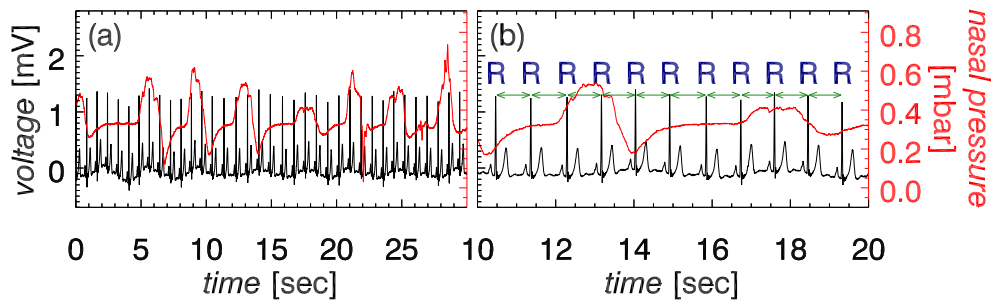 (a)
(b)
voltage [mV]
2
1
0
R R R R R R R R R R R
0.8
0.6
0.4
0.2
0.0
nasal pressure
[mbar]
0 5 10 15 20 25
10 12 14 16 18 20
time [sec]
time [sec]